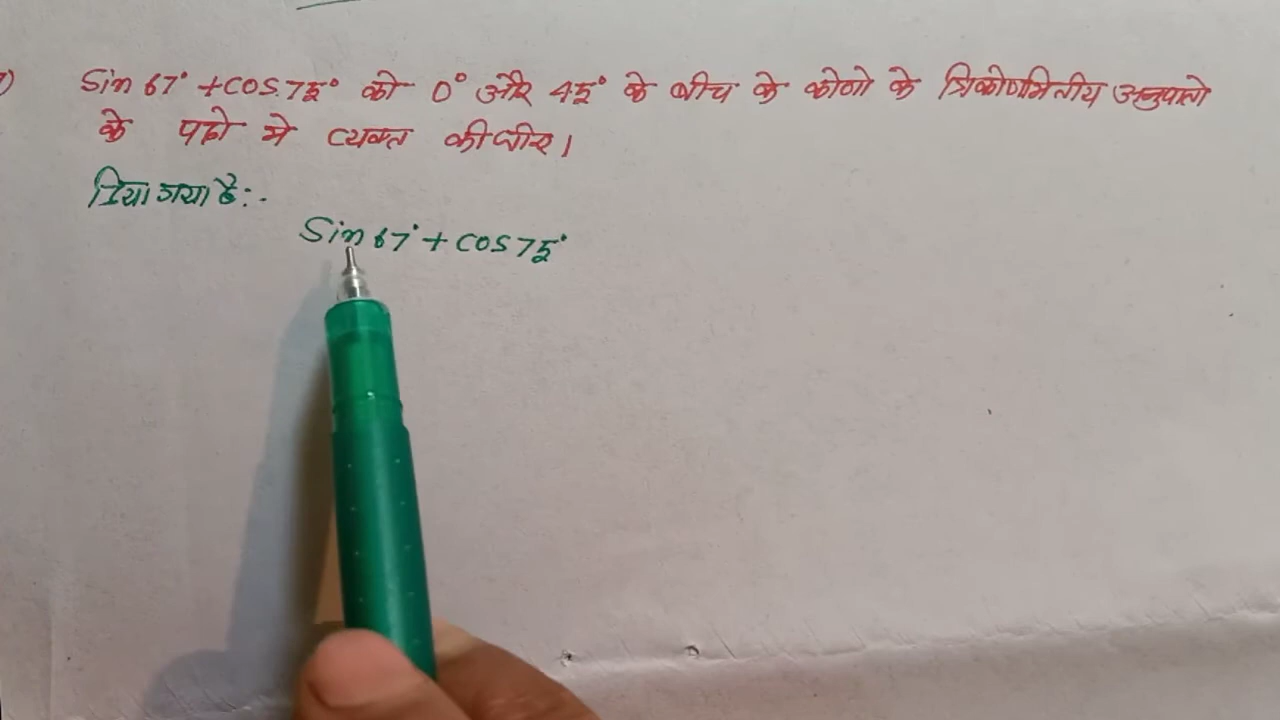 Sin 67° + cos 75° को 0° और 45° के बीच के कोणो के त्रिकोणमितीय अनुपातो
के पदो मे व्यक्त कीजीए।
दिया गया है:-
Sin 67° + cos 75°